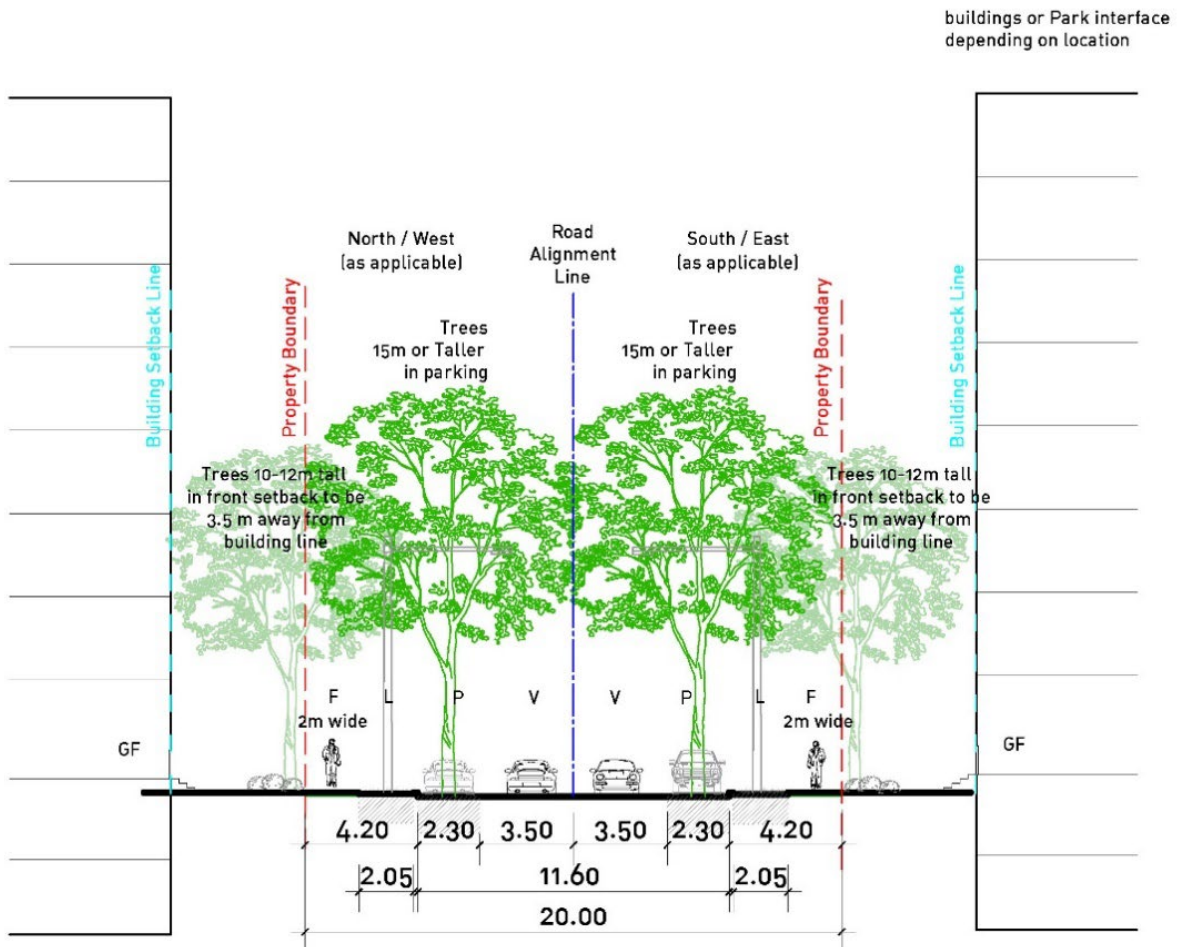 buildings or Park interface
depending on location
North / West
(as applicable)
Road
Alignment
Line
South / East
(as applicable)
Building Setback Line
Property Boundary
Property Boundary
Building Setback Line
Trees
15m or Taller
in parking
Trees
15m or Taller
in parking
Trees 10-12m tall
in front setback to be
3.5 m away from
building line
Trees 10-12m tall
in front setback to be
3.5 m away from
building line
F L P V V P L F
2m wide
2m wide
GF
GF
4.20 2.30 3.50 3.50 2.30 4.20
2.05 11.60 2.05
20.00